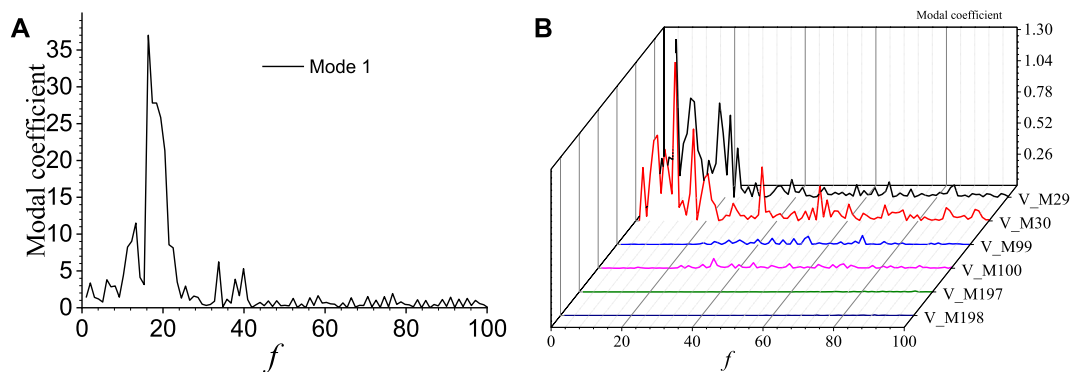 A
Modal coefficient
35
30
25
20
15
10
5
0
Mode 1
0 20 40 60 80 100
f
B
Modal coefficient
1.30
1.04
0.78
0.52
0.26
V_M29
V_M30
V_M99
V_M100
V_M197
V_M198
0 20 40 60 80 100
f